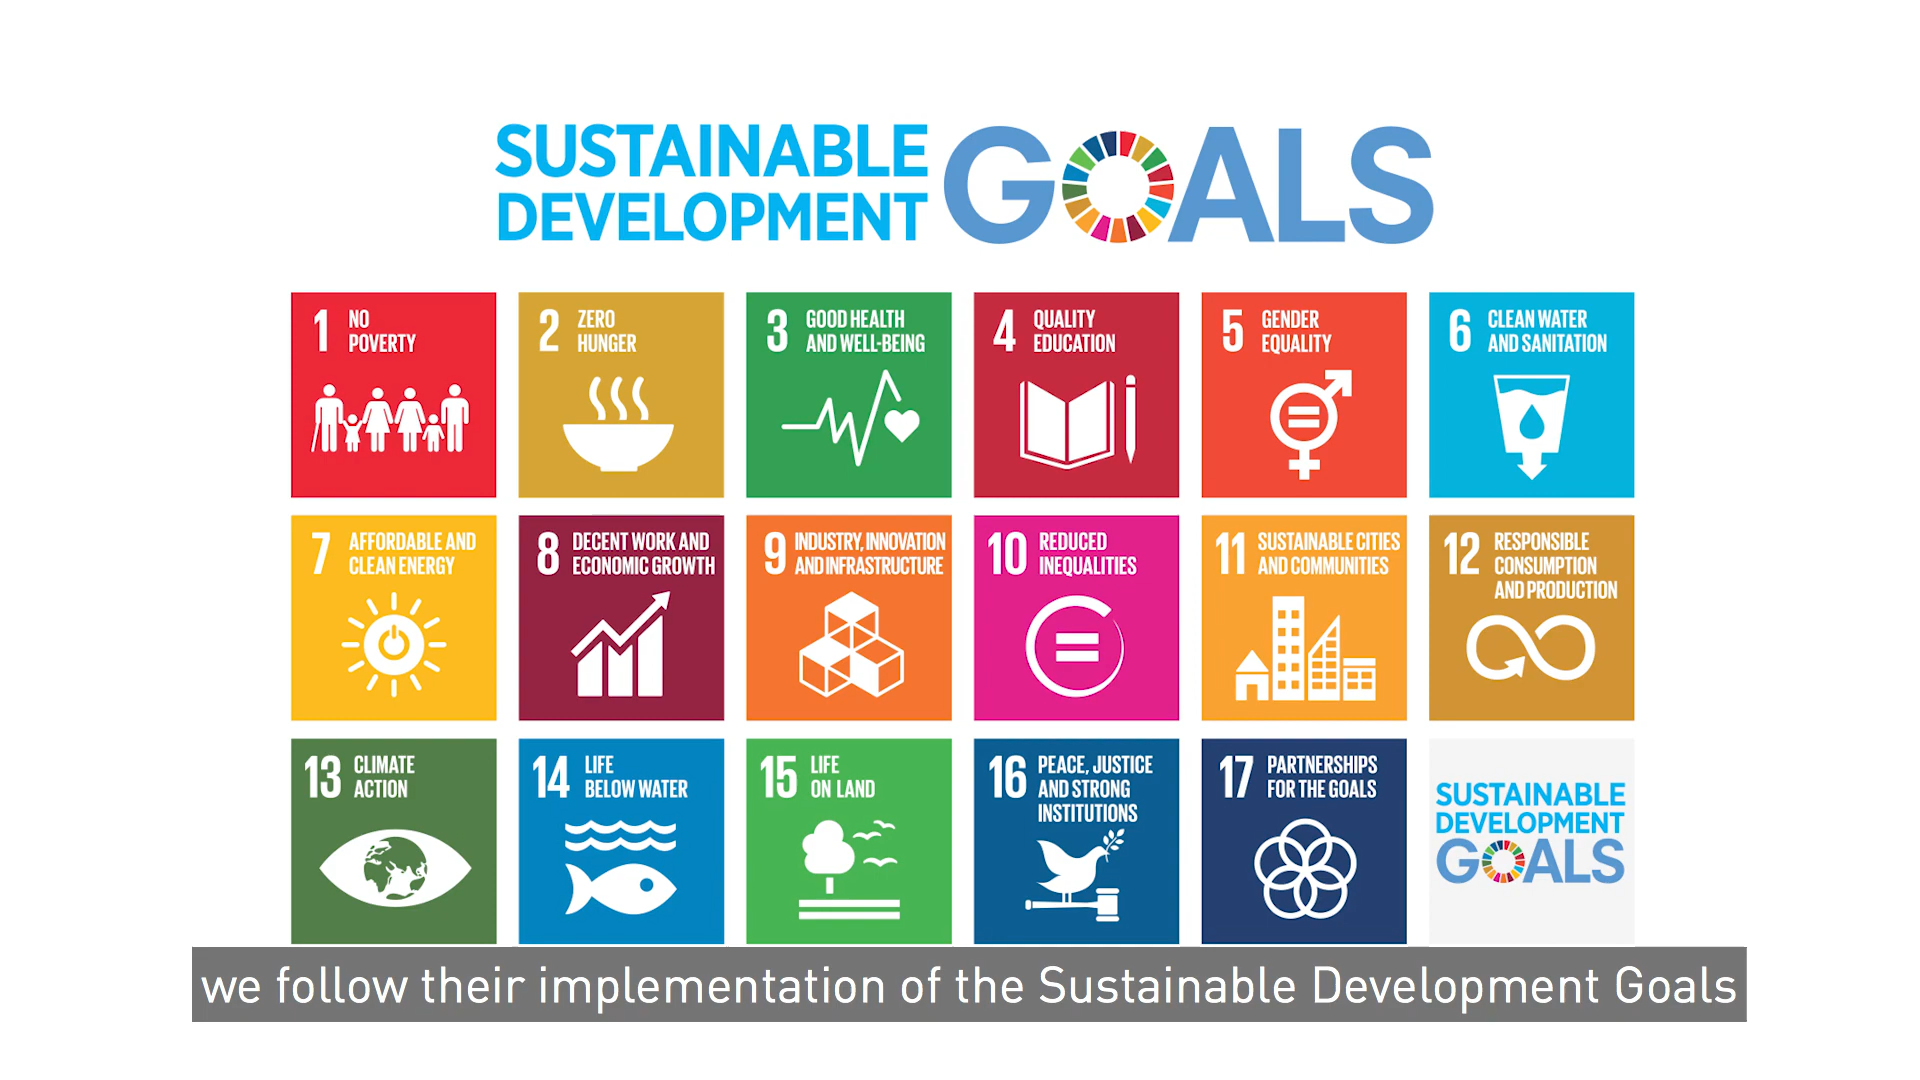 SUSTAINABLE
DEVELOPMENT
GOALS
1 NO
POVERTY
2 ZERO
HUNGER
3 GOOD HEALTH
AND WELL-BEING
4 QUALITY
EDUCATION
5 GENDER
EQUALITY
6 CLEAN WATER
AND SANITATION
7 AFFORDABLE AND
CLEAN ENERGY
8 DECENT WORK AND
ECONOMIC GROWTH
9 INDUSTRY, INNOVATION
AND INFRASTRUCTURE
10 REDUCED
INEQUALITIES
11 SUSTAINABLE CITIES
AND COMMUNITIES
12 RESPONSIBLE
CONSUMPTION
AND PRODUCTION
13 CLIMATE
ACTION
14 LIFE
BELOW WATER
15 LIFE
ON LAND
16 PEACE, JUSTICE
AND STRONG
INSTITUTIONS
17 PARTNERSHIPS
FOR THE GOALS
SUSTAINABLE
DEVELOPMENT
GOALS
we follow their implementation of the Sustainable Development Goals